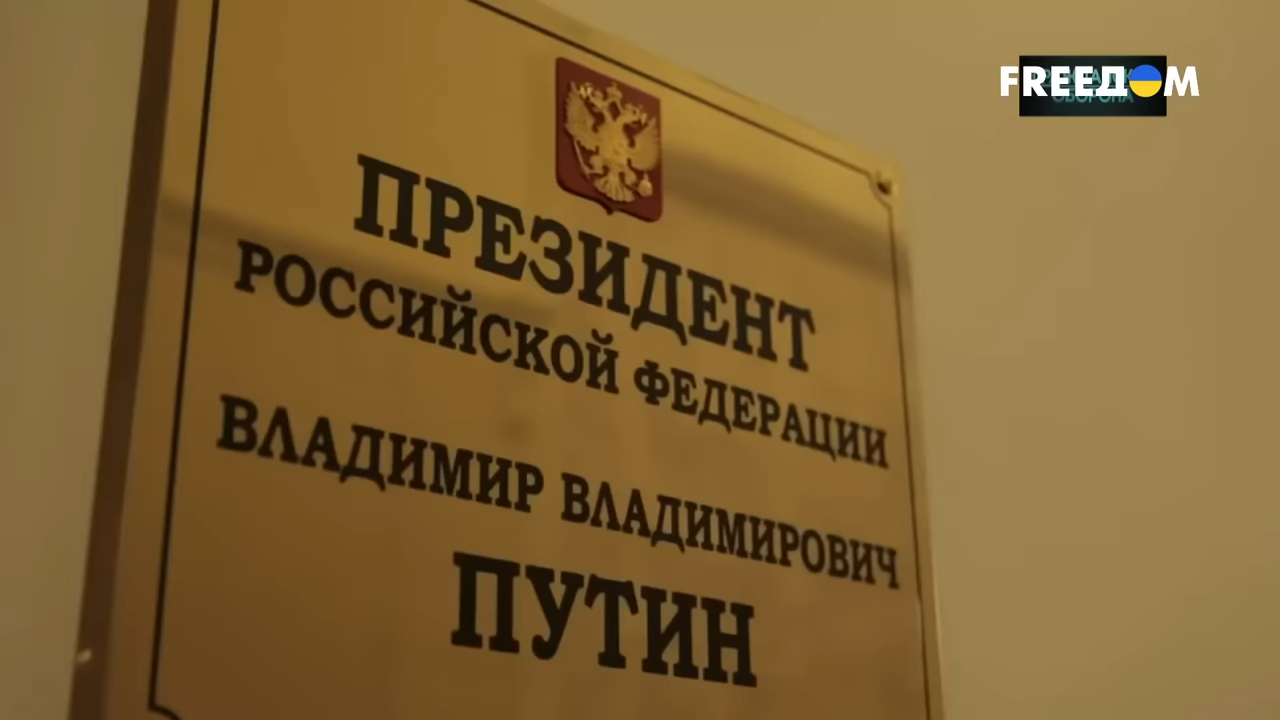 FREEДOM
ПРЕЗИДЕНТ
РОССИЙСКОЙ ФЕДЕРАЦИИ
ВЛАДИМИР ВЛАДИМИРОВИЧ
ПУТИН